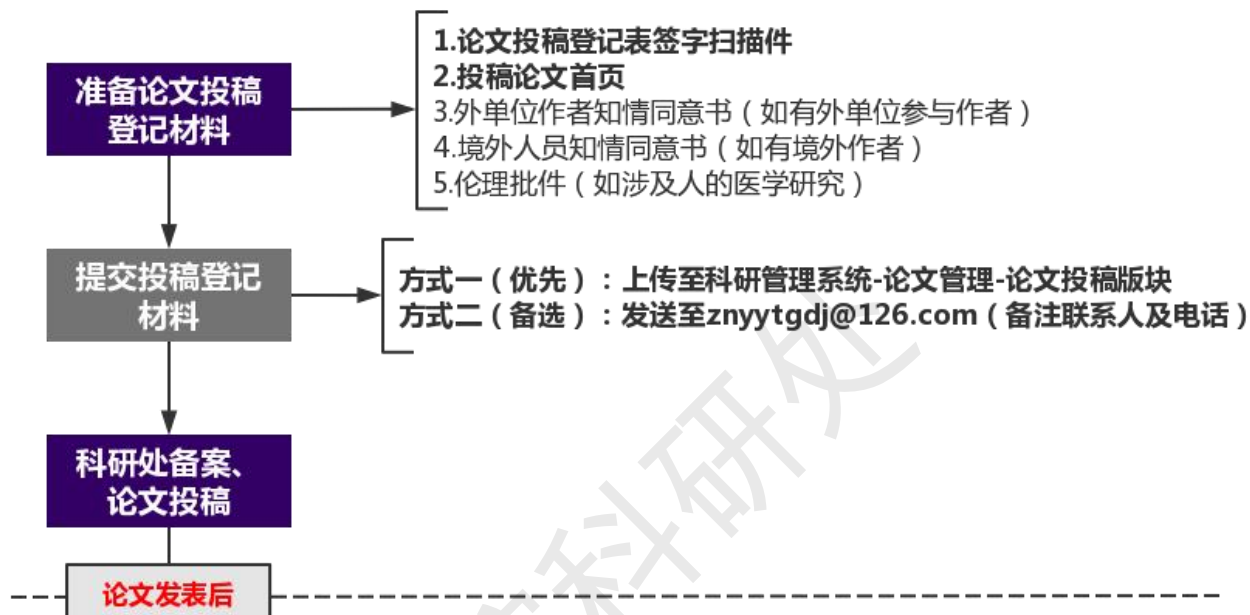 准备论文投稿
登记材料
1.论文投稿登记表签字扫描件
2.投稿论文首页
3.外单位作者知情同意书（如有外单位参与作者）
4.境外人员知情同意书（如有境外作者）
5.伦理批件（如涉及人的医学研究）
提交投稿登记
材料
方式一（优先）：上传至科研管理系统-论文管理-论文投稿版块
方式二（备选）：发送至znyytgdj@126.com（备注联系人及电话）
科研处备案、
论文投稿
论文发表后
科研处